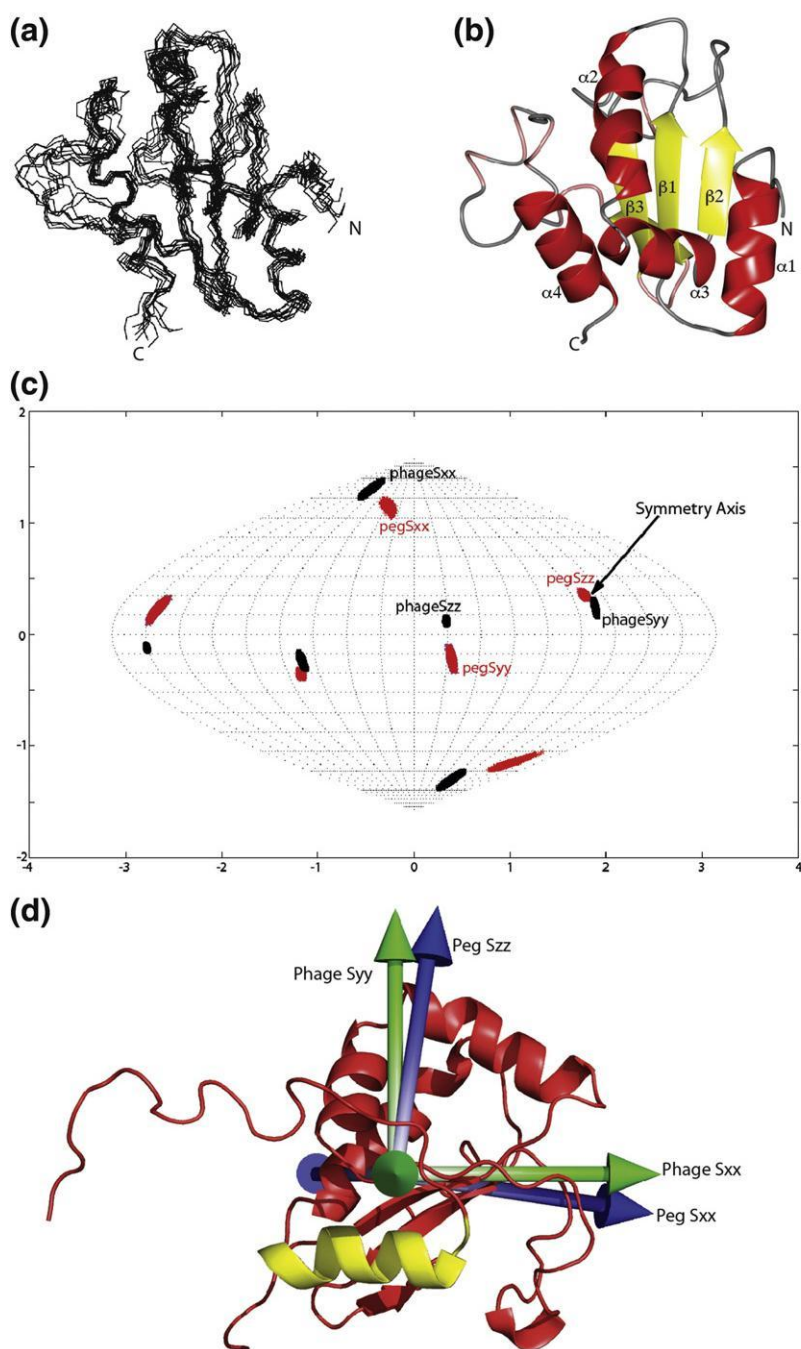 (a)
N
C
(b)
α2
β1
β2
β3
N
α1
α3
α4
C
(c)
2
1
0
-1
-2
-4
-3
-2
-1
0
1
2
3
4
phageSxx
pegSxx
Symmetry Axis
pegSzz
phageSzz
phageSyy
pegSyy
(d)
Peg Szz
Phage Syy
Phage Sxx
Peg Sxx